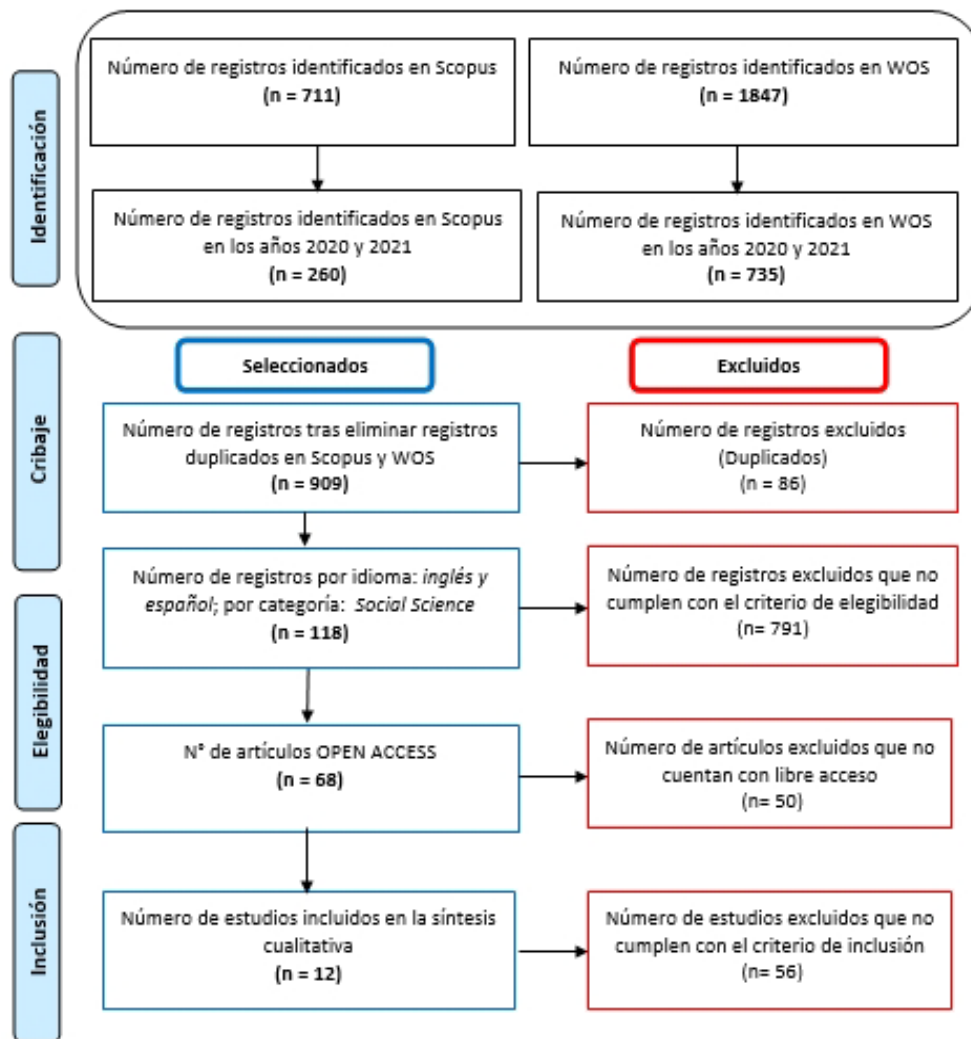 Identificación
Número de registros identificados en Scopus
(n = 711)
Número de registros identificados en WOS
(n = 1847)
Número de registros identificados en Scopus
en los años 2020 y 2021
(n = 260)
Número de registros identificados en WOS
en los años 2020 y 2021
(n = 735)
Cribaje
Seleccionados
Excluidos
Número de registros tras eliminar registros
duplicados en Scopus y WOS
(n = 909)
Número de registros excluidos
(Duplicados)
(n = 86)
Número de registros por idioma: inglés y
español; por categoría: Social Science
(n = 118)
Número de registros excluidos que no
cumplen con el criterio de elegibilidad
(n= 791)
Elegibilidad
N° de artículos OPEN ACCESS
(n = 68)
Número de artículos excluidos que no
cuentan con libre acceso
(n= 50)
Inclusión
Número de estudios incluidos en la síntesis
cualitativa
(n = 12)
Número de estudios excluidos que no
cumplen con el criterio de inclusión
(n= 56)